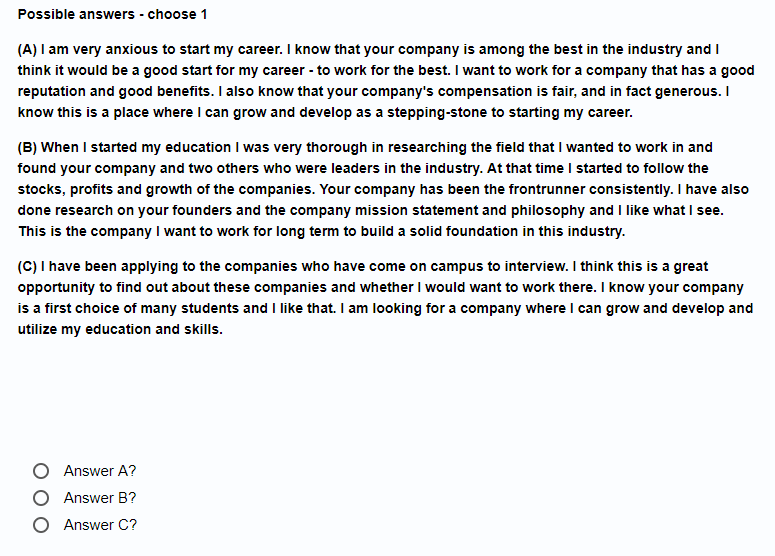 Possible answers - choose 1
(A) I am very anxious to start my career. I know that your company is among the best in the industry and I
think it would be a good start for my career - to work for the best. I want to work for a company that has a good
reputation and good benefits. I also know that your company's compensation is fair, and in fact generous. I
know this is a place where I can grow and develop as a stepping-stone to starting my career.
(B) When I started my education I was very thorough in researching the field that I wanted to work in and
found your company and two others who were leaders in the industry. At that time I started to follow the
stocks, profits and growth of the companies. Your company has been the frontrunner consistently. I have also
done research on your founders and the company mission statement and philosophy and I like what I see.
This is the company I want to work for long term to build a solid foundation in this industry.
(C) I have been applying to the companies who have come on campus to interview. I think this is a great
opportunity to find out about these companies and whether I would want to work there. I know your company
is a first choice of many students and I like that. I am looking for a company where I can grow and develop and
utilize my education and skills.
Answer A?
Answer B?
Answer C?